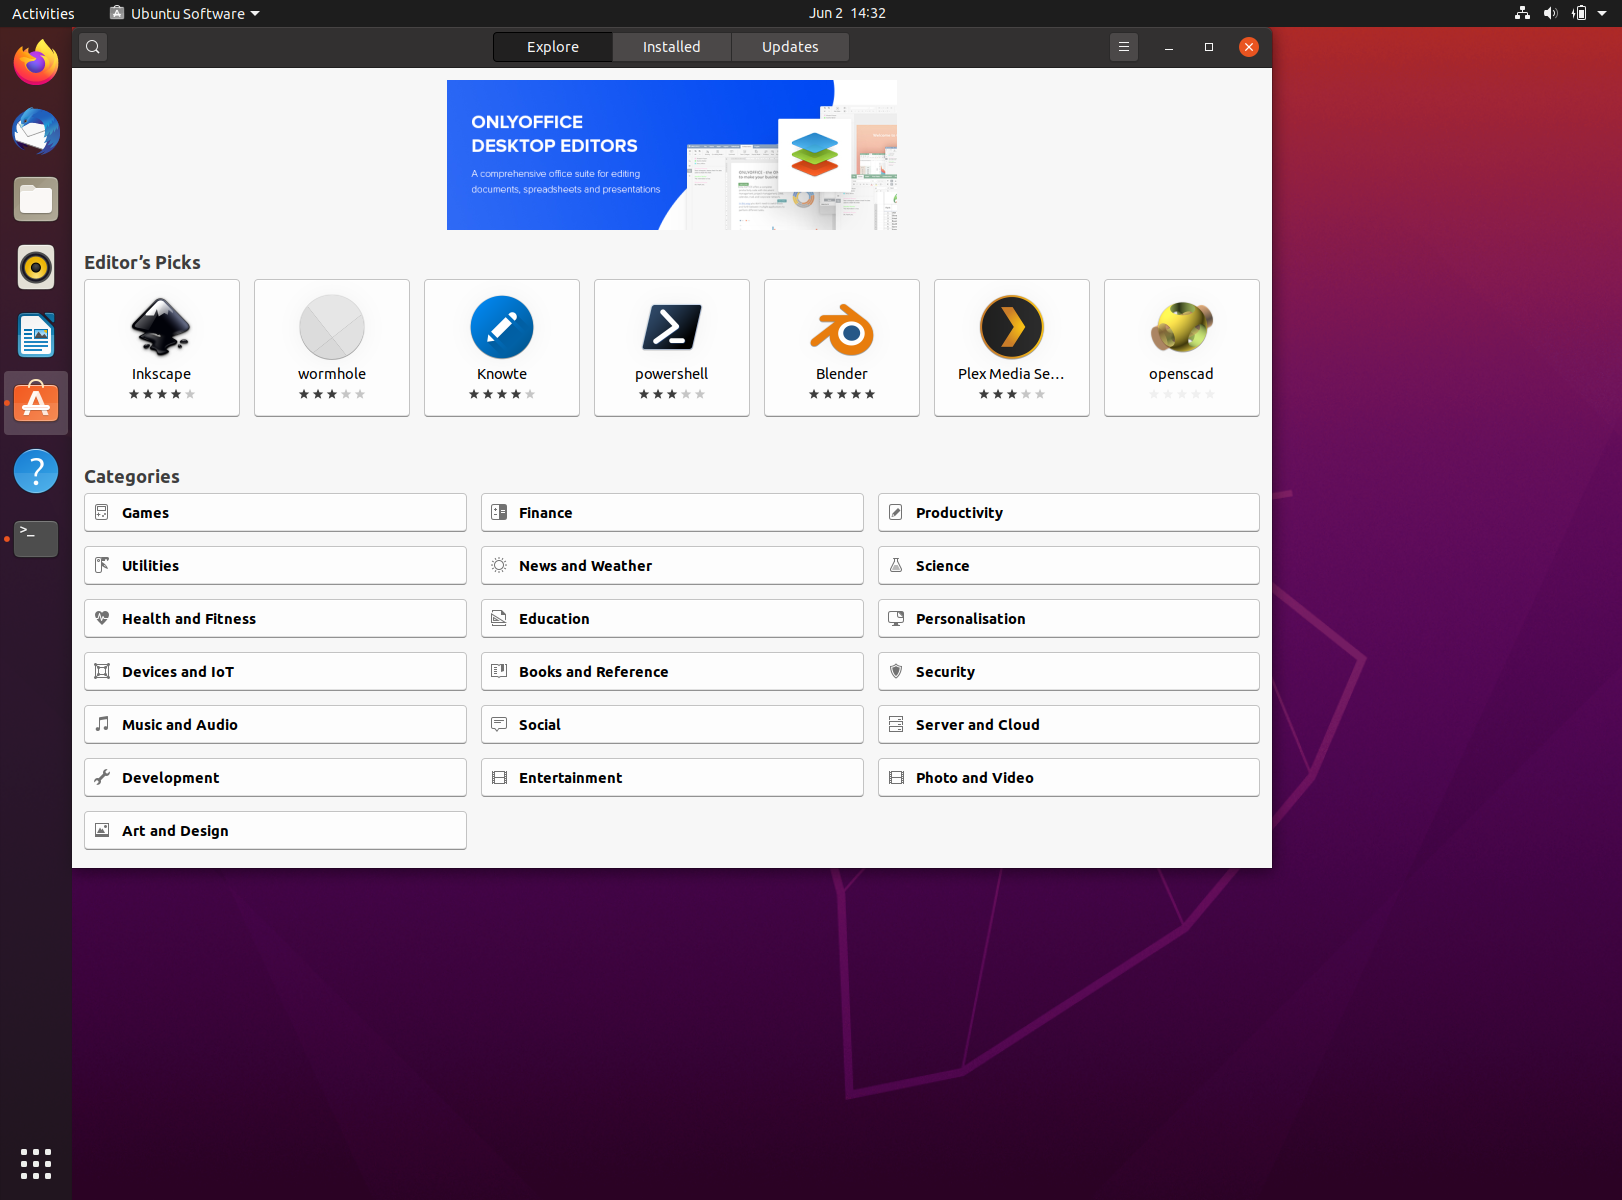 Activities
Ubuntu Software
Jun 2 14:32
Explore
Installed
Updates
ONLYOFFICE
DESKTOP EDITORS
A comprehensive office suite for editing
documents, spreadsheets and presentations
Editor’s Picks
Inkscape
wormhole
Knowte
powershell
Blender
Plex Media Se...
openscad
Categories
Games
Finance
Productivity
Utilities
News and Weather
Science
Health and Fitness
Education
Personalisation
Devices and IoT
Books and Reference
Security
Music and Audio
Social
Server and Cloud
Development
Entertainment
Photo and Video
Art and Design